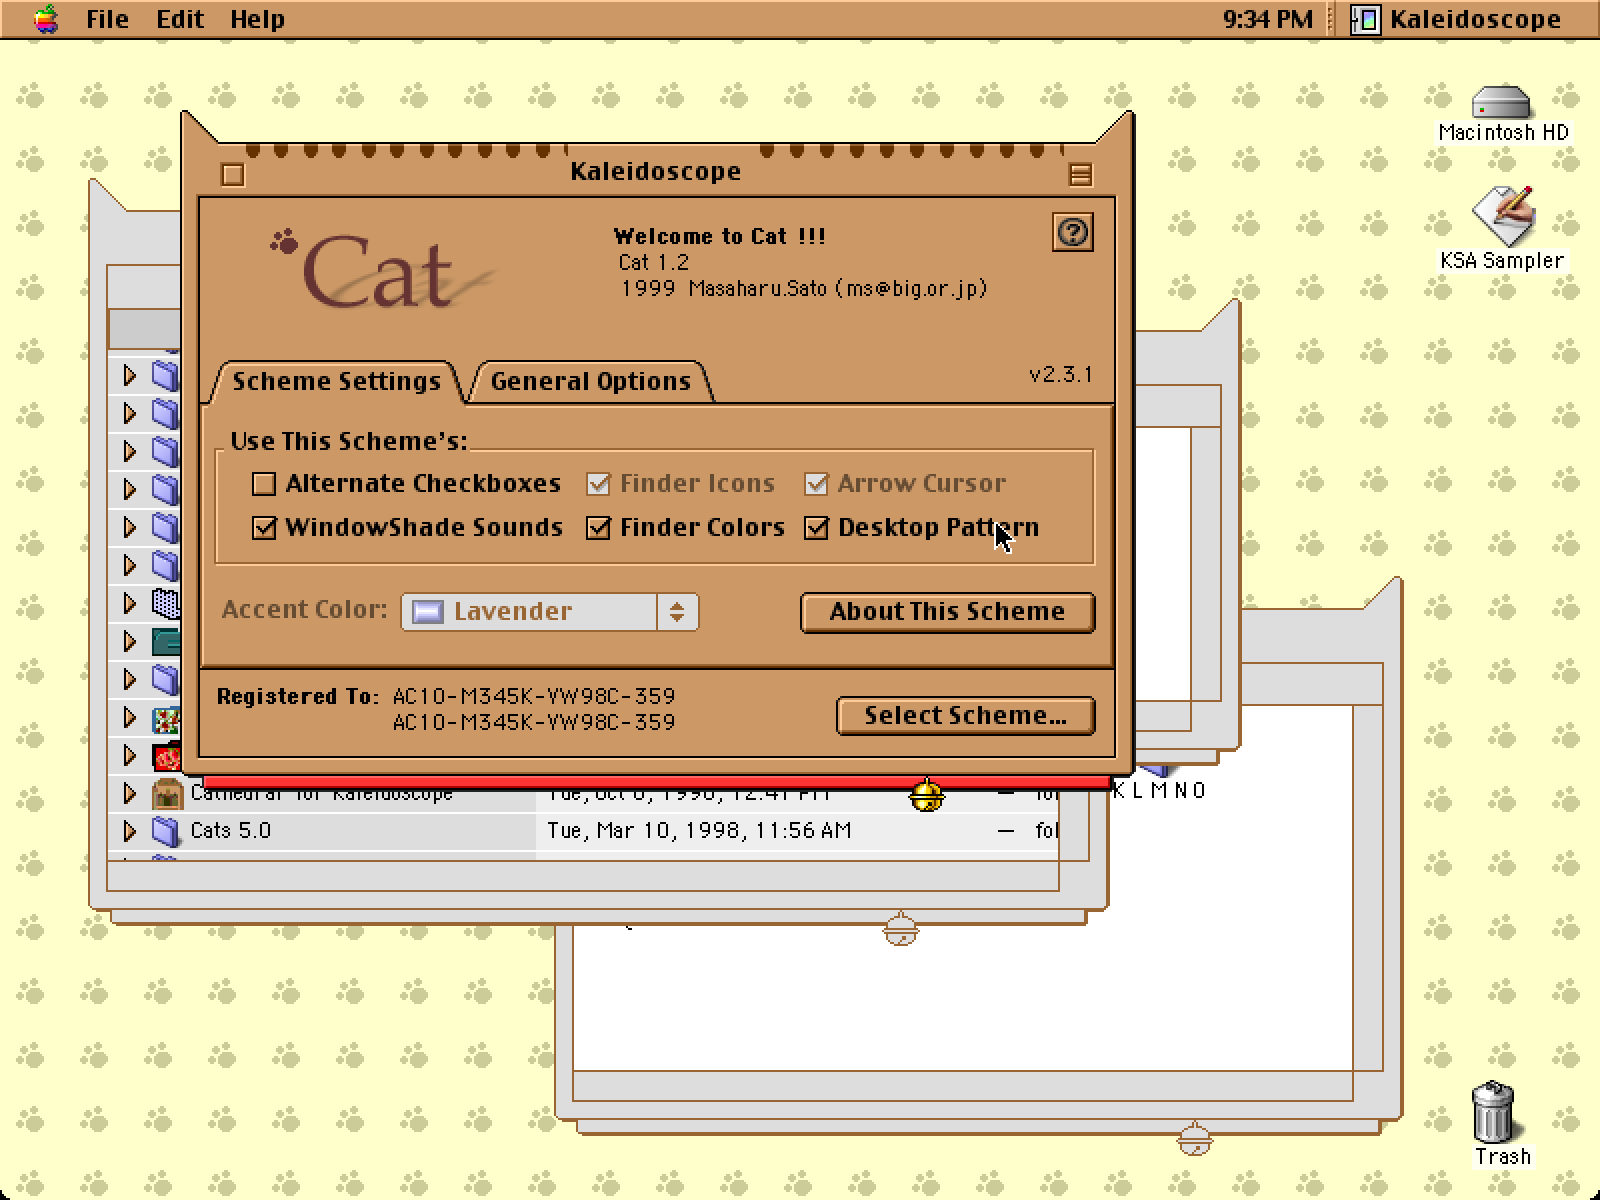 File Edit Help 9:34 PM Kaleidoscope
Macintosh HD
KSA Sampler
Kaleidoscope
Cat
Welcome to Cat !!!
Cat 1.2
1999 Masaharu.Sato (ms@big.or.jp)
Scheme Settings General Options v2.3.1
Use This Scheme's:
Alternate Checkboxes Finder Icons Arrow Cursor
WindowShade Sounds Finder Colors Desktop Pattern
Accent Color: Lavender About This Scheme
Registered To: AC10-M345K-VW98C-359
AC10-M345K-VW98C-359
Select Scheme...
Cathedral for Kaleidoscope Tue, Oct 6, 1998, 12:41 PM — fol
K L M N O
Cats 5.0 Tue, Mar 10, 1998, 11:56 AM — fol
Trash